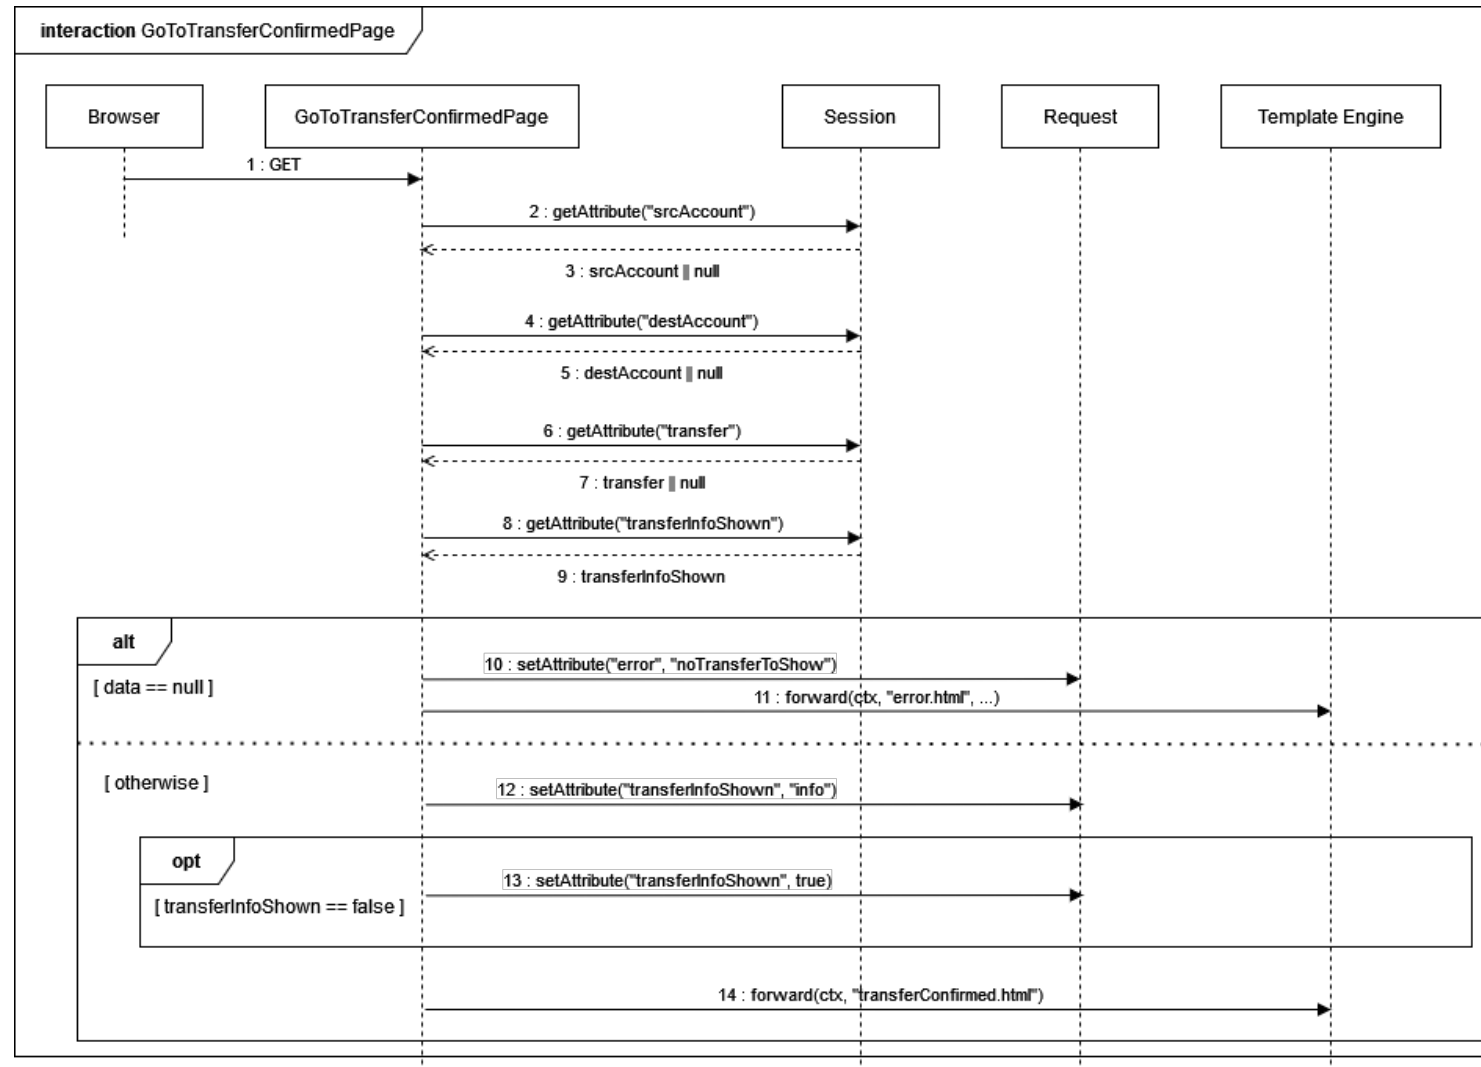 interaction GoToTransferConfirmedPage
Browser
GoToTransferConfirmedPage
Session
Request
Template Engine
1 : GET
2 : getAttribute("srcAccount")
3 : srcAccount || null
4 : getAttribute("destAccount")
5 : destAccount || null
6 : getAttribute("transfer")
7 : transfer || null
8 : getAttribute("transferInfoShown")
9 : transferInfoShown
alt
10 : setAttribute("error", "noTransferToShow")
[ data == null ]
11 : forward(ctx, "error.html", ...)
[ otherwise ]
12 : setAttribute("transferInfoShown", "info")
opt
13 : setAttribute("transferInfoShown", true)
[ transferInfoShown == false ]
14 : forward(ctx, "transferConfirmed.html")